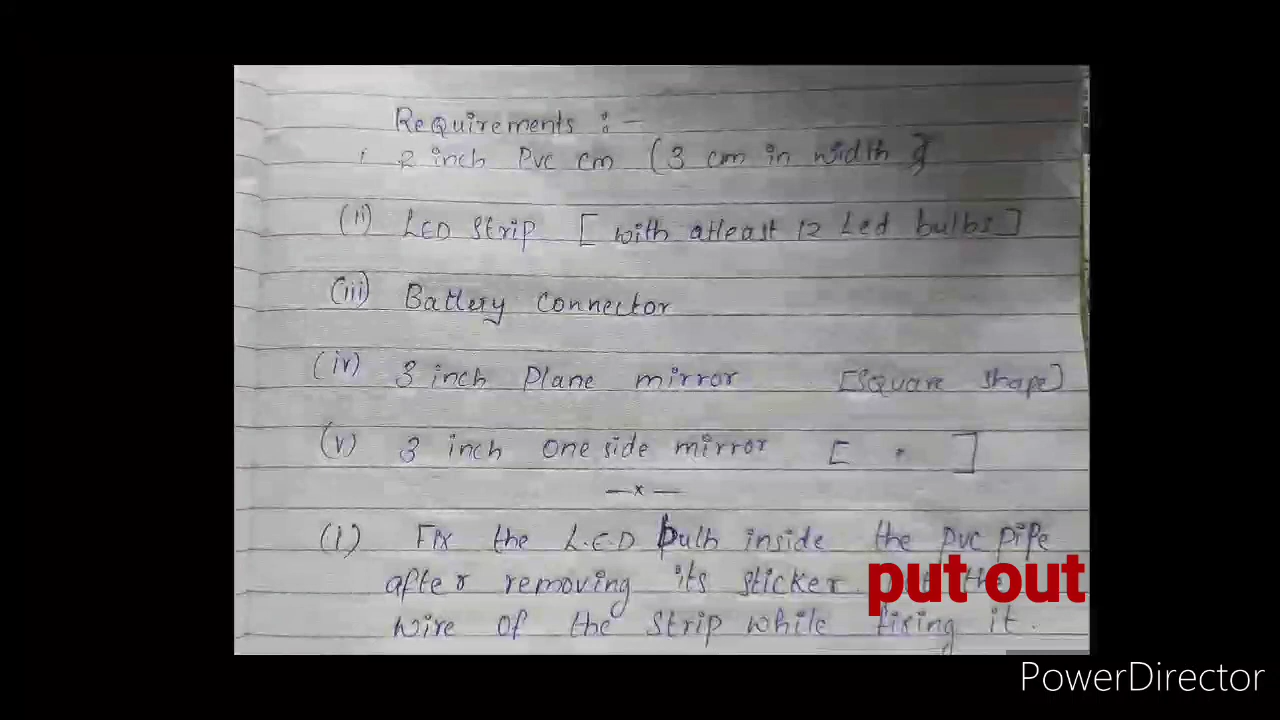 Requirements :-
i 2 inch Pvc cm (3 cm in width )
(ii) LED Strip [ with atleast 12 Led bulbs ]
(iii) Battery Connector
(iv) 3 inch Plane mirror [Square Shape]
(v) 3 inch one side mirror [ " ]
—x—
(i) Fix the L.E.D bulb inside the pvc pipe
after removing its sticker. put out the
wire of the Strip while fixing it.
PowerDirector